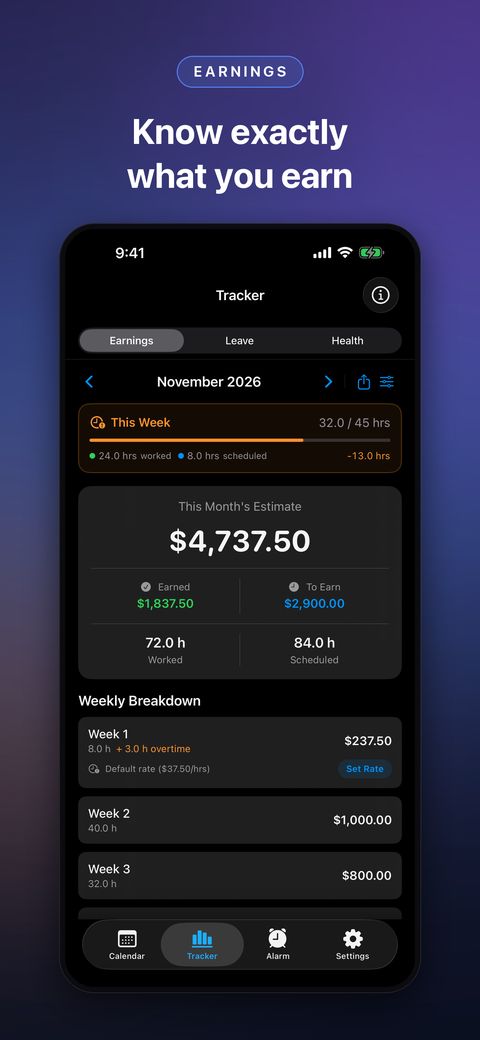 EARNINGS
Know exactly
what you earn
9:41
Tracker
Earnings Leave Health
November 2026
This Week 32.0 / 45 hrs
24.0 hrs worked 8.0 hrs scheduled -13.0 hrs
This Month's Estimate
$4,737.50
Earned To Earn
$1,837.50 $2,900.00
72.0 h 84.0 h
Worked Scheduled
Weekly Breakdown
Week 1 $237.50
8.0 h + 3.0 h overtime
Default rate ($37.50/hrs) Set Rate
Week 2 $1,000.00
40.0 h
Week 3 $800.00
32.0 h
Calendar Tracker Alarm Settings